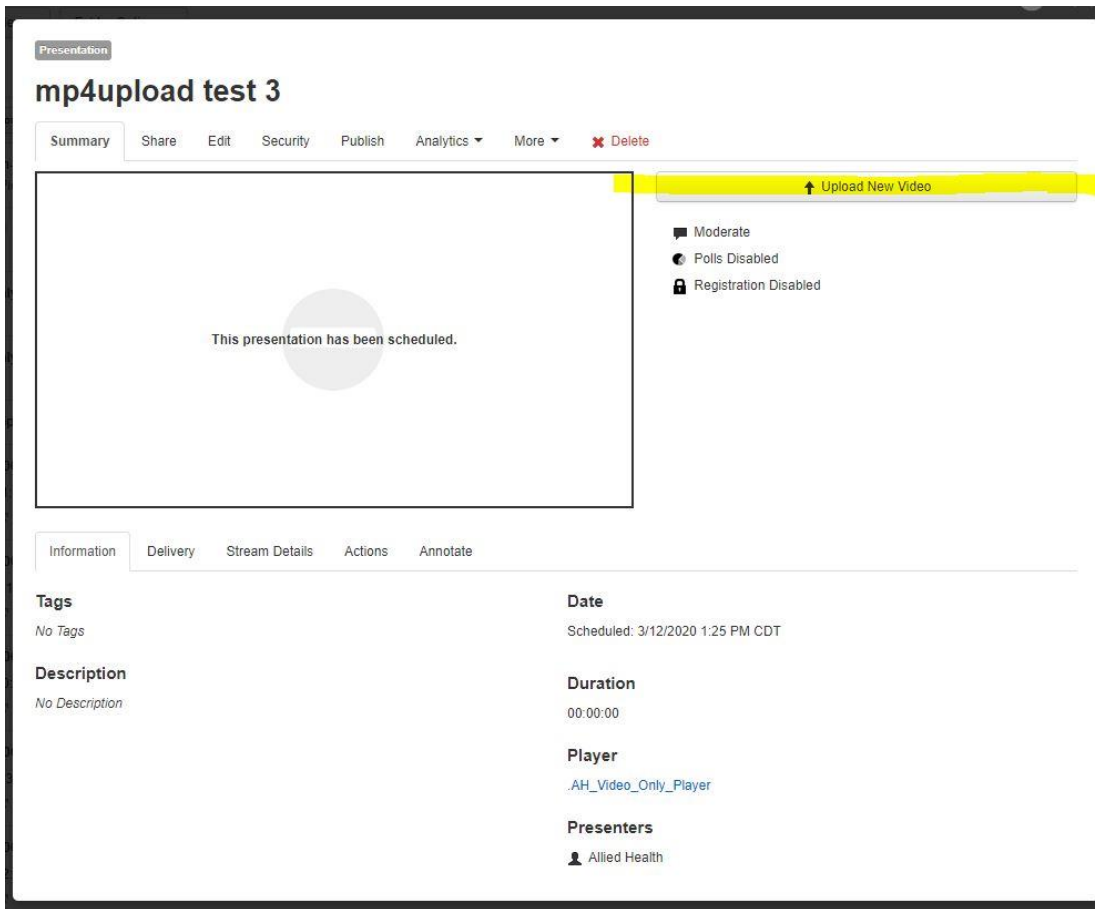 Presentation
mp4upload test 3
Summary Share Edit Security Publish Analytics More Delete
Upload New Video
Moderate
Polls Disabled
Registration Disabled
This presentation has been scheduled.
Information Delivery Stream Details Actions Annotate
Tags
No Tags
Description
No Description
Date
Scheduled: 3/12/2020 1:25 PM CDT
Duration
00:00:00
Player
.AH_Video_Only_Player
Presenters
Allied Health